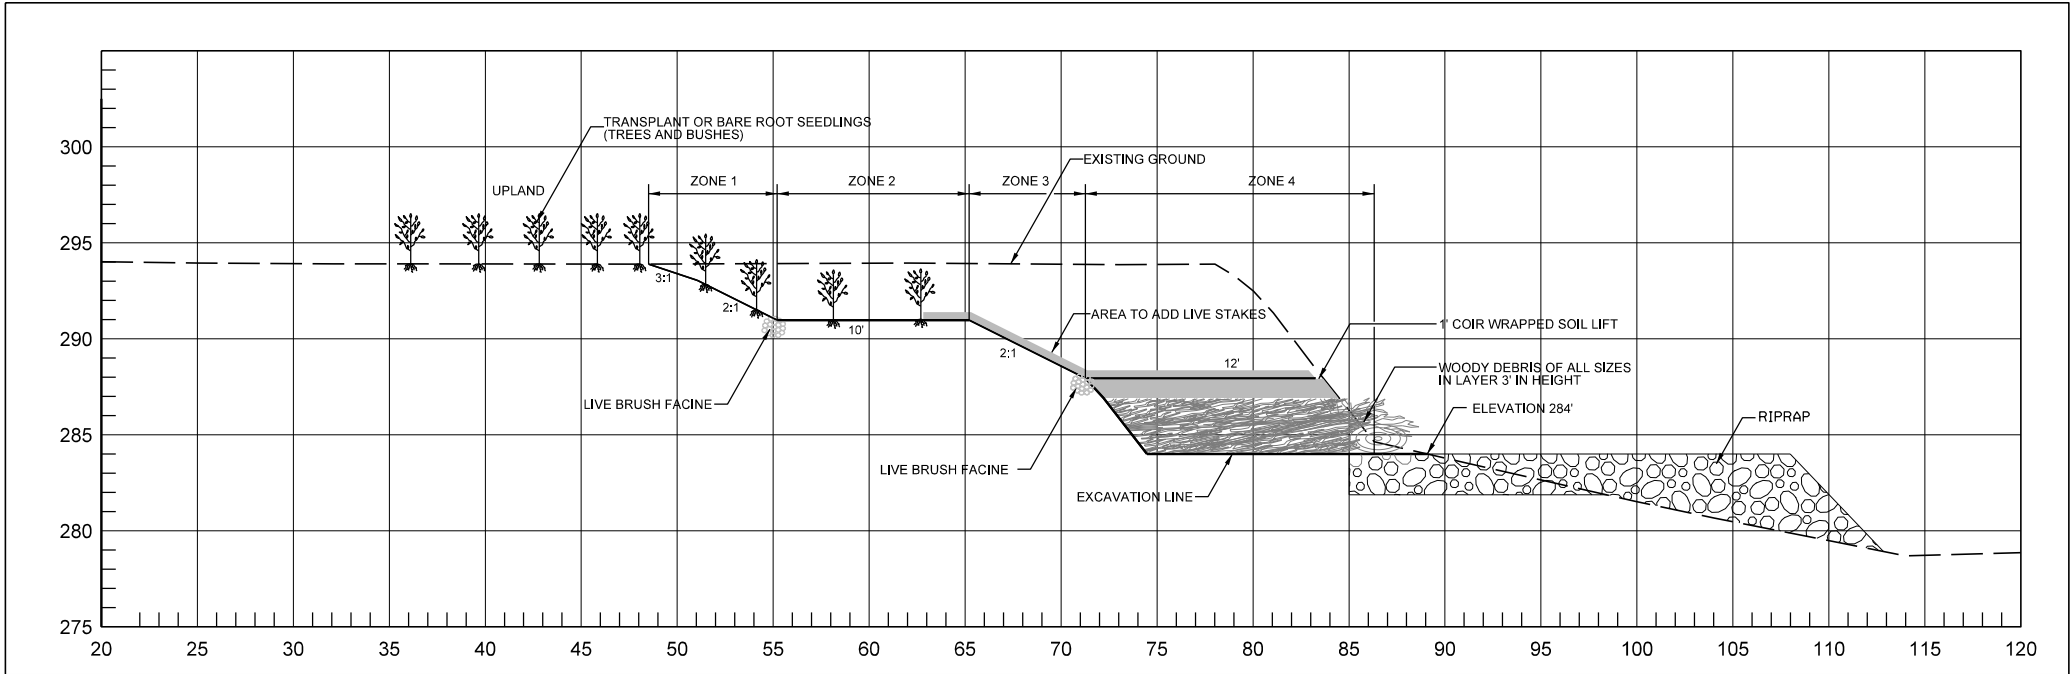 TRANSPLANT OR BARE ROOT SEEDLINGS
(TREES AND BUSHES)
EXISTING GROUND
UPLAND
ZONE 1
ZONE 2
ZONE 3
ZONE 4
3:1
2:1
10'
2:1
12'
AREA TO ADD LIVE STAKES
1' COIR WRAPPED SOIL LIFT
WOODY DEBRIS OF ALL SIZES
IN LAYER 3' IN HEIGHT
ELEVATION 284'
RIPRAP
LIVE BRUSH FACINE
LIVE BRUSH FACINE
EXCAVATION LINE
300
295
290
285
280
275
20 25 30 35 40 45 50 55 60 65 70 75 80 85 90 95 100 105 110 115 120